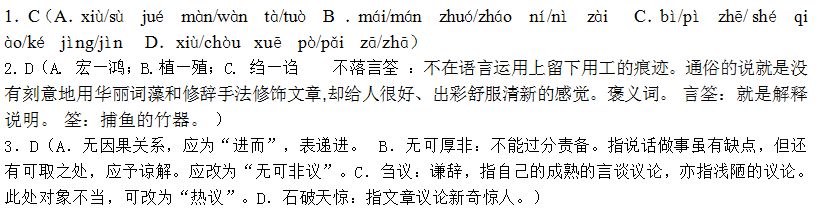 1. C（A. xiù/sù jué màn/wàn tà/tuò B .mái/mán zhuó/zháo ní/nì zài C. bì/pì zhē/ shé qi
ào/ké jìng/jìn D. xiù/chòu xuē pò/pǎi zā/zhā）
2. D（A. 宏—鸿; B.植—殖; C. 绉—诌 不落言筌 : 不在语言运用上留下用工的痕迹。通俗的说就是没
有刻意地用华丽词藻和修辞手法修饰文章,却给人很好、出彩舒服清新的感觉。褒义词。 言筌: 就是解释
说明。 筌: 捕鱼的竹器。 ）
3. D（A. 无因果关系，应为“进而”，表递进。 B. 无可厚非: 不能过分责备。指说话做事虽有缺点，但还
有可取之处，应予谅解。应改为“无可非议”。C. 刍议: 谦辞，指自己的成熟的言谈议论，亦指浅陋的议论。
此处对象不当，可改为“热议”。D. 石破天惊: 指文章议论新奇惊人。）